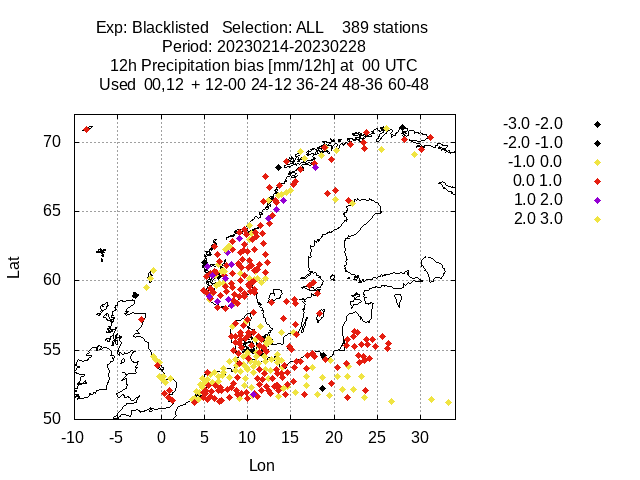 Exp: Blacklisted   Selection: ALL    389 stations
Period: 20230214-20230228
12h Precipitation bias [mm/12h] at  00 UTC
Used  00,12  + 12-00 24-12 36-24 48-36 60-48
70
65
60
55
50
-10 -5 0 5 10 15 20 25 30
Lat
Lon
-3.0 -2.0
-2.0 -1.0
-1.0 0.0
0.0 1.0
1.0 2.0
2.0 3.0